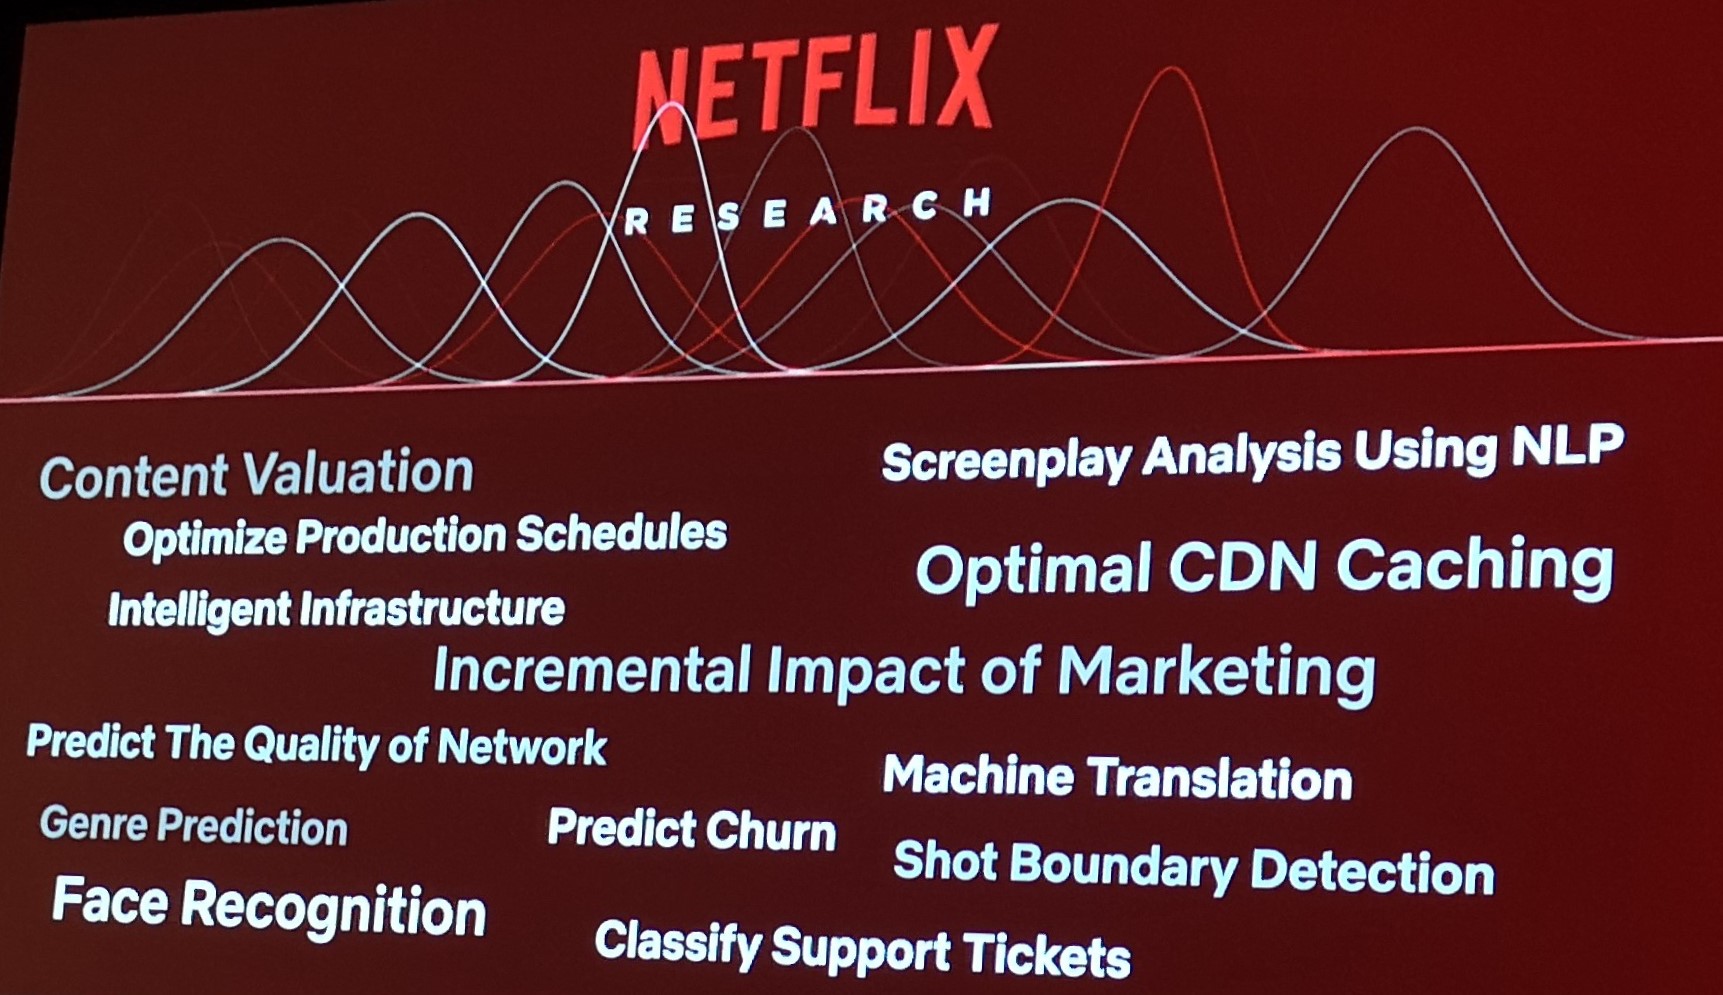 NETFLIX
RESEARCH
Content Valuation
Screenplay Analysis Using NLP
Optimize Production Schedules
Optimal CDN Caching
Intelligent Infrastructure
Incremental Impact of Marketing
Predict The Quality of Network
Machine Translation
Genre Prediction
Predict Churn
Shot Boundary Detection
Face Recognition
Classify Support Tickets